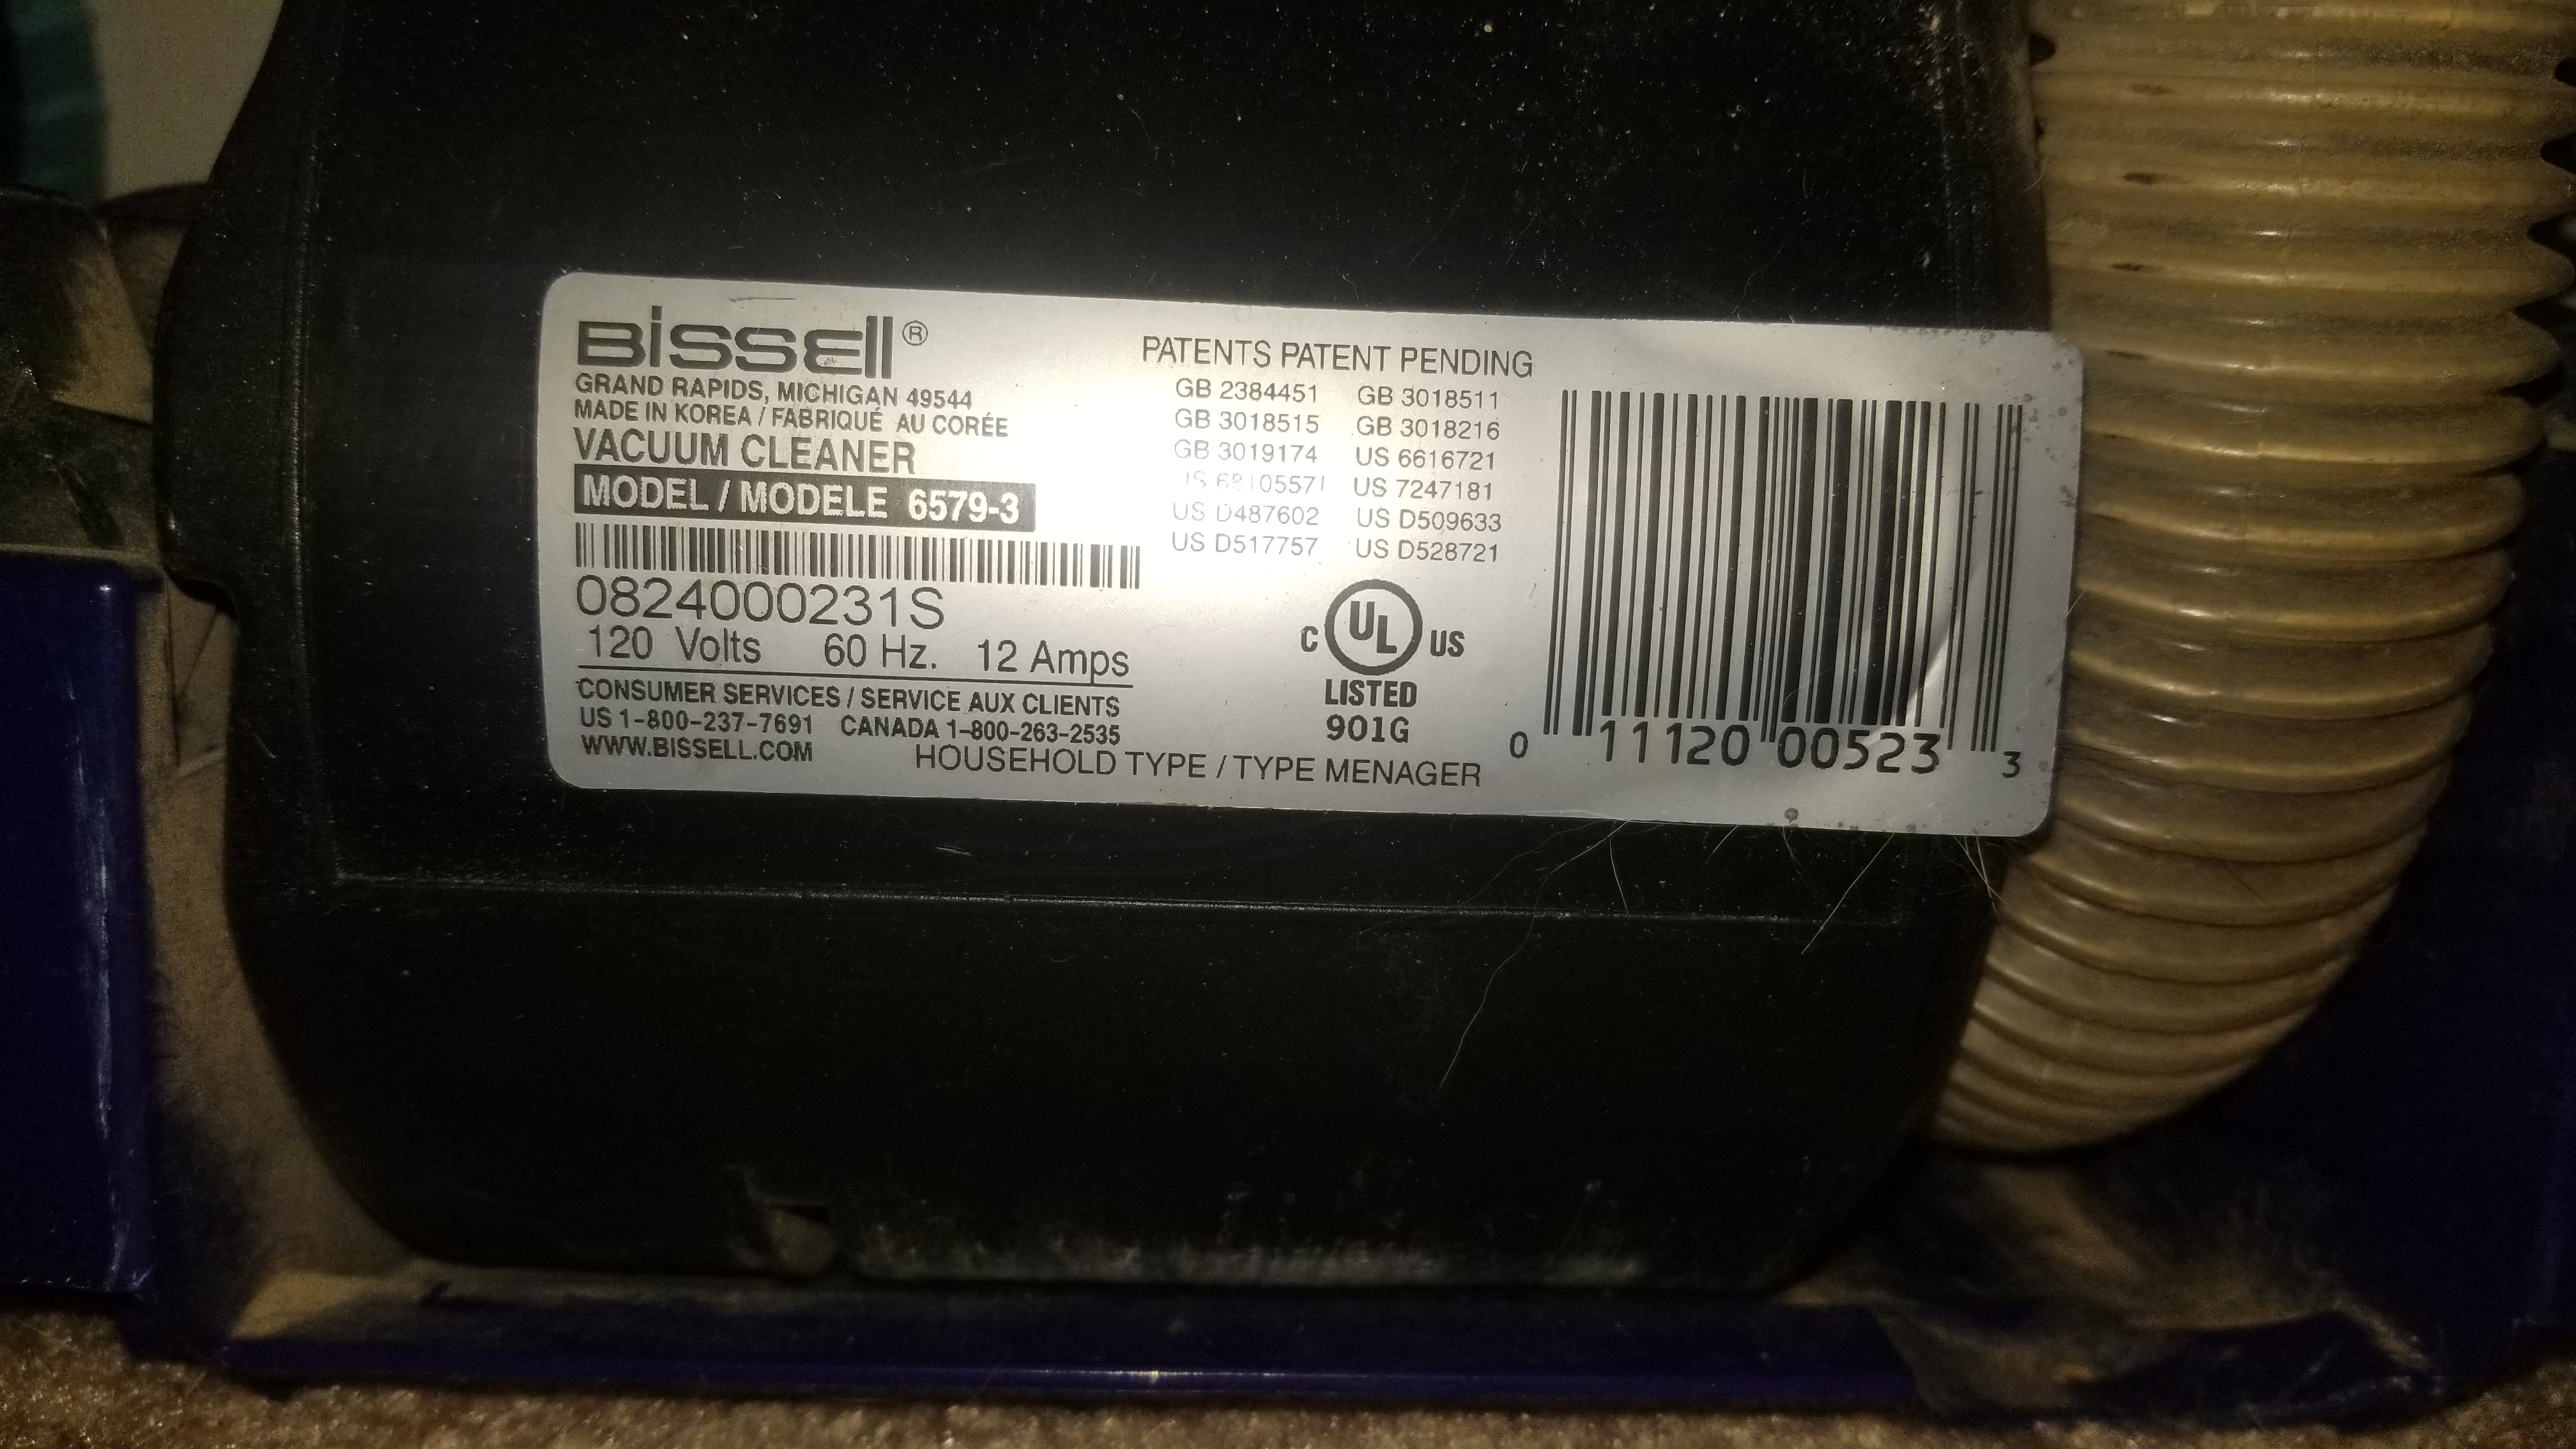 BISSELL®
GRAND RAPIDS, MICHIGAN 49544
MADE IN KOREA / FABRIQUÉ AU CORÉE
VACUUM CLEANER
MODEL / MODELE 6579-3
0824000231S
120 Volts 60 Hz. 12 Amps
CONSUMER SERVICES / SERVICE AUX CLIENTS
US 1-800-237-7691 CANADA 1-800-263-2535
WWW.BISSELL.COM
HOUSEHOLD TYPE / TYPE MENAGER
PATENTS PATENT PENDING
GB 2384451 GB 3018511
GB 3018515 GB 3018216
GB 3019174 US 6616721
US 7247181
US D487602 US D509633
US D517757 US D528721
C UL US
LISTED
901G
0 11120 00523 3